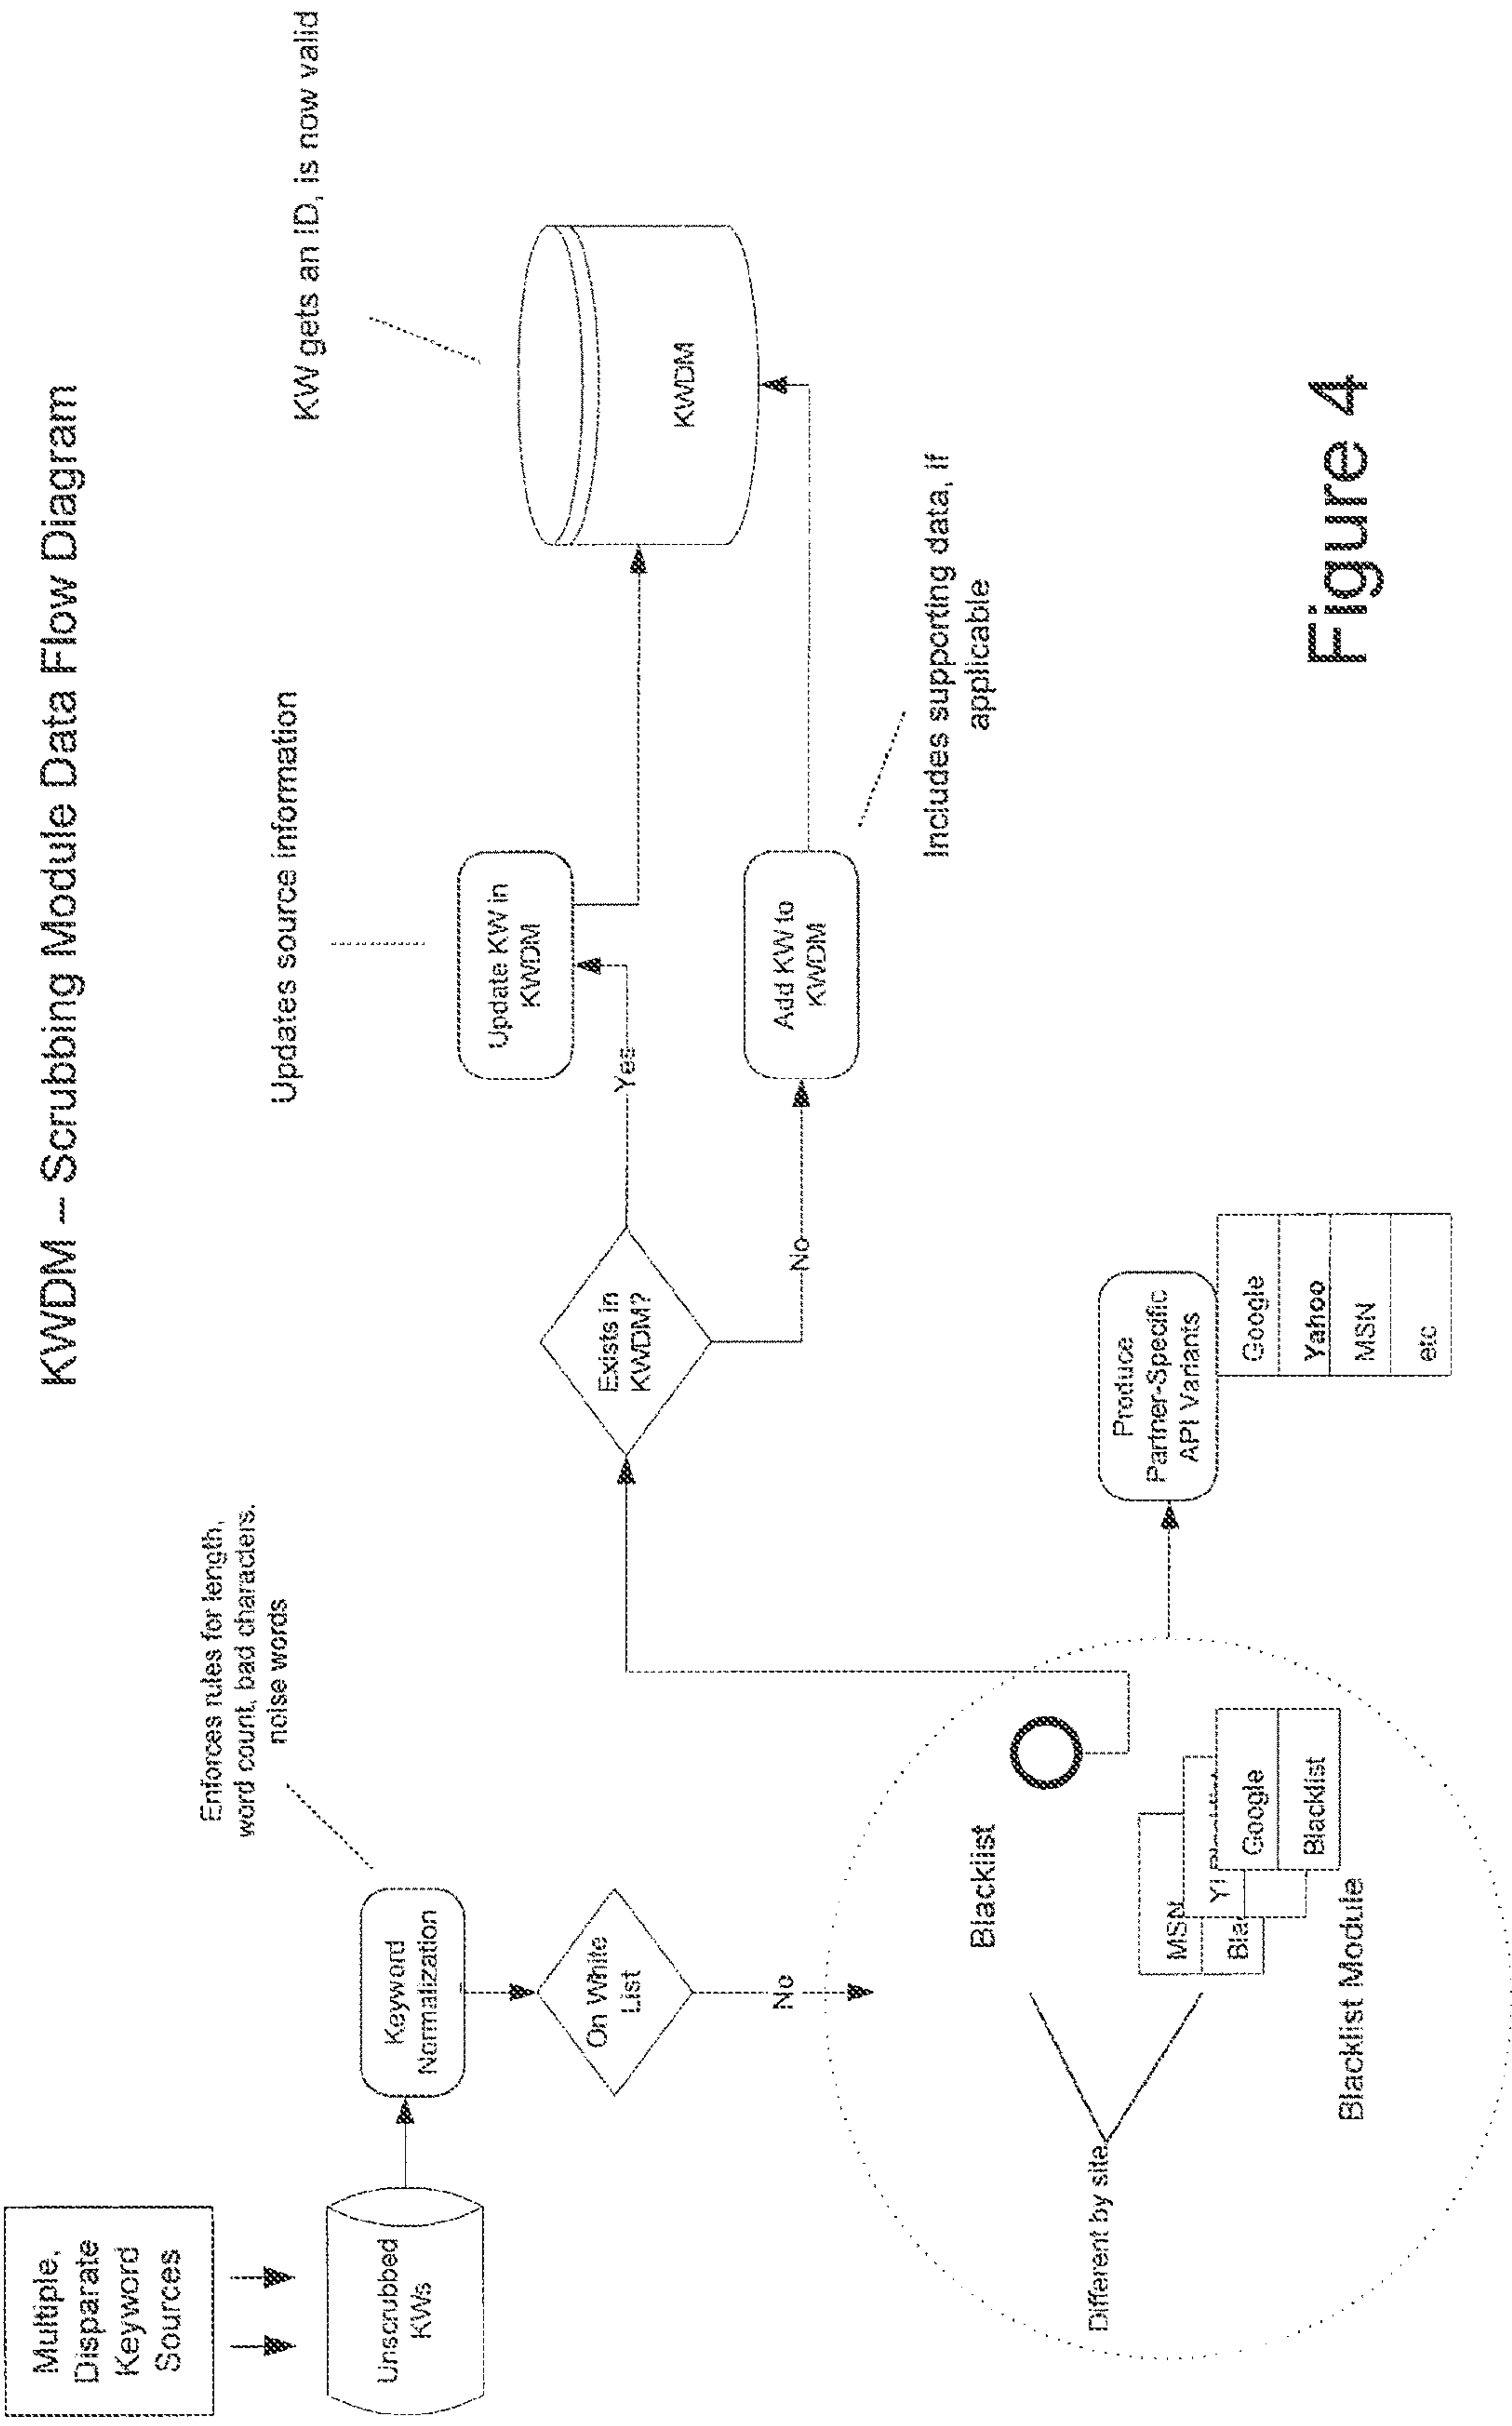 KWDM – Scrubbing Module Data Flow Diagram
Multiple,
Disparate
Keyword
Sources
Unscrubbed
KWs
Enforces rules for length,
word count, bad characters.
noise words
Keyword
Normalization
On White
List
No
Updates source information
Update KW in
KWDM
Yes
Exists in
KWDM?
No
Add KW to
KWDM
Includes supporting data, if
applicable
KW gets an ID, is now valid
KWDM
Blacklist
Different by site
MSN
Bla
Y!
Google
Blacklist
Blacklist Module
Produce
Partner-Specific
API Variants
Google
Yahoo
MSN
etc
Figure 4